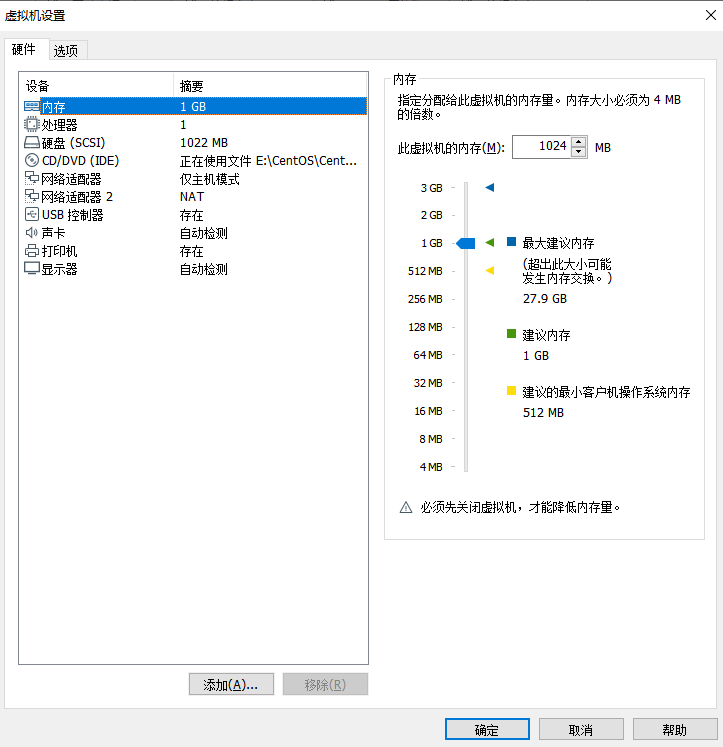 虚拟机设置
硬件 选项
设备 摘要
内存 1 GB
处理器 1
硬盘 (SCSI) 1022 MB
CD/DVD (IDE) 正在使用文件 E:\CentOS\Cent...
网络适配器 仅主机模式
网络适配器 2 NAT
USB 控制器 存在
声卡 自动检测
打印机 存在
显示器 自动检测
添加(A)... 移除(R)
内存
指定分配给此虚拟机的内存量。内存大小必须为 4 MB
的倍数。
此虚拟机的内存(M): 1024 MB
3 GB
2 GB
1 GB
512 MB
256 MB
128 MB
64 MB
32 MB
16 MB
8 MB
4 MB
最大建议内存
(超出此大小可能
发生内存交换。)
27.9 GB
建议内存
1 GB
建议的最小客户机操作系统内存
512 MB
必须先关闭虚拟机，才能降低内存量。
确定 取消 帮助